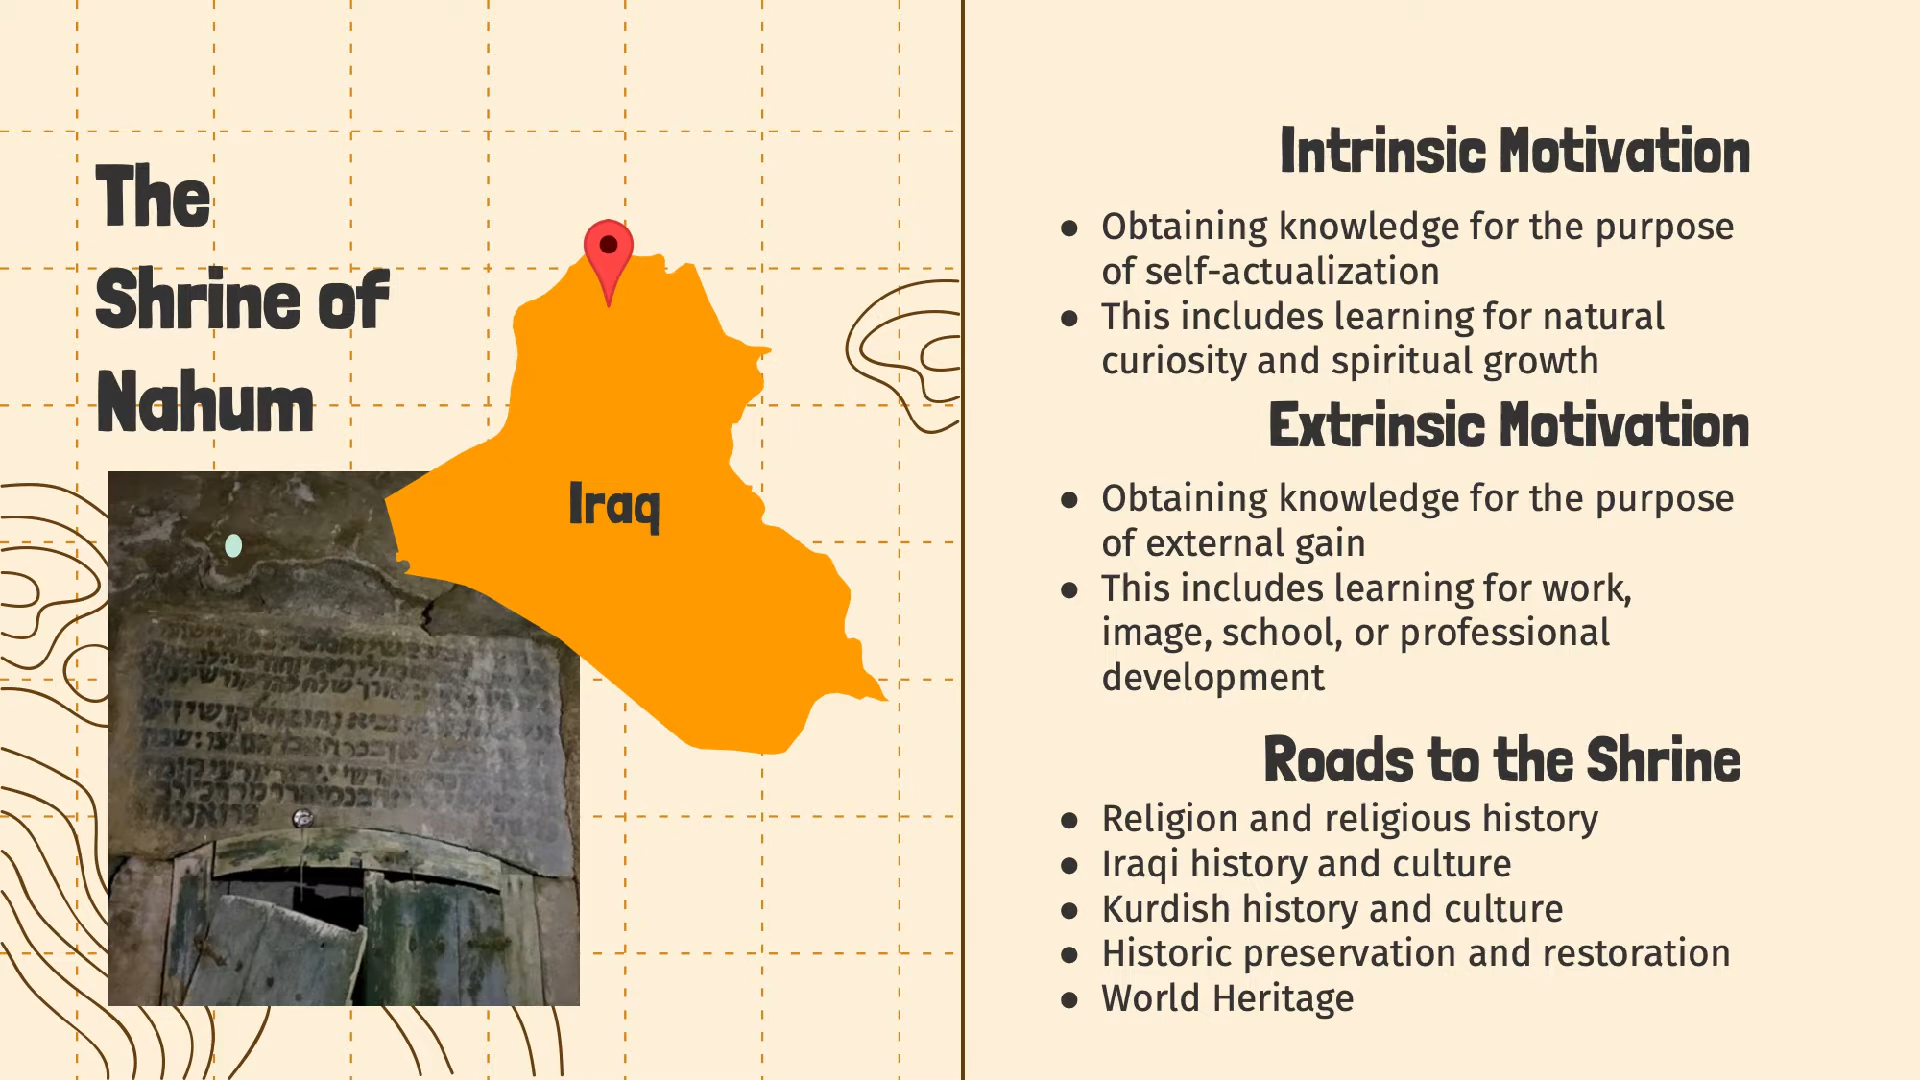 The
Shrine of
Nahum
Iraq
Intrinsic Motivation
● Obtaining knowledge for the purpose
of self-actualization
● This includes learning for natural
curiosity and spiritual growth
Extrinsic Motivation
● Obtaining knowledge for the purpose
of external gain
● This includes learning for work,
image, school, or professional
development
Roads to the Shrine
● Religion and religious history
● Iraqi history and culture
● Kurdish history and culture
● Historic preservation and restoration
● World Heritage